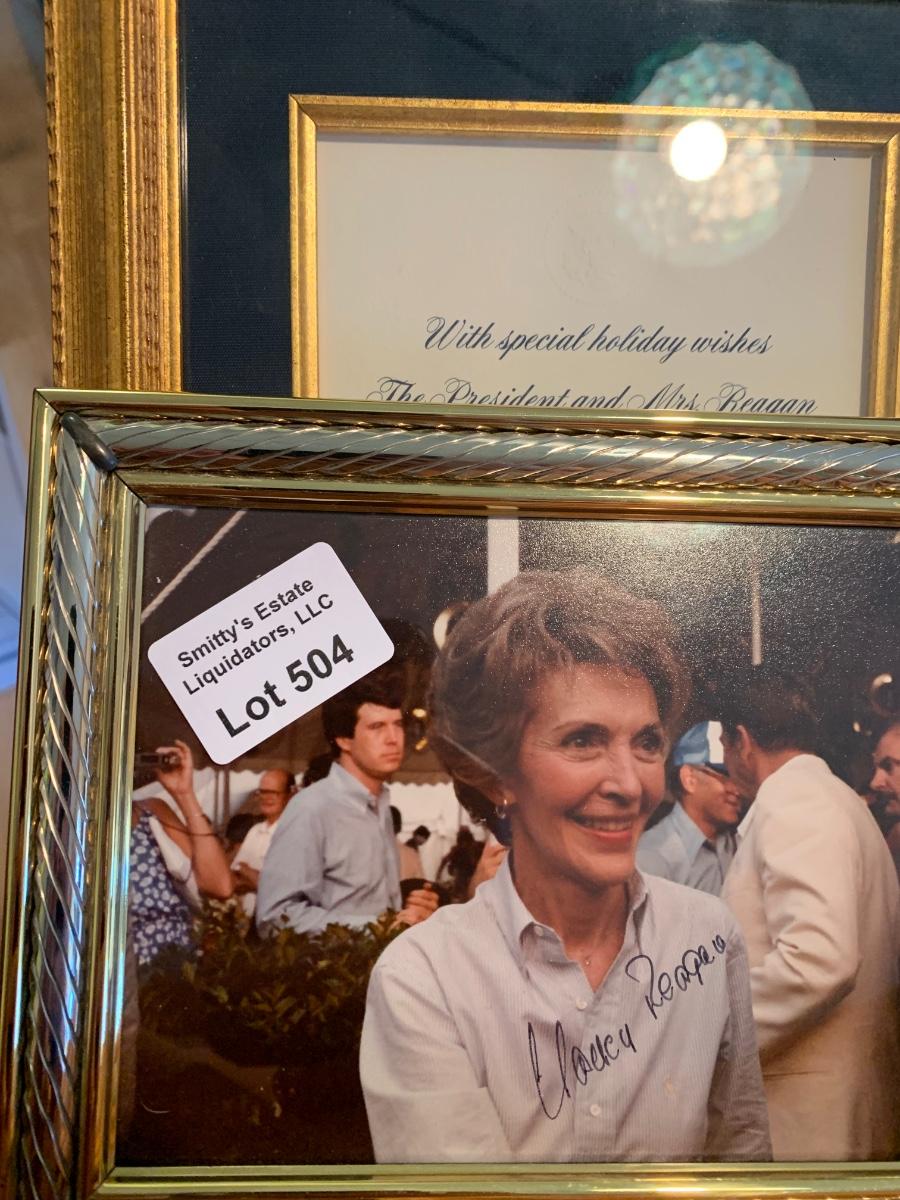 With special holiday wishes
The President and Mrs. Reagan
Smitty's Estate
Liquidators, LLC
Lot 504
Nancy Reagan